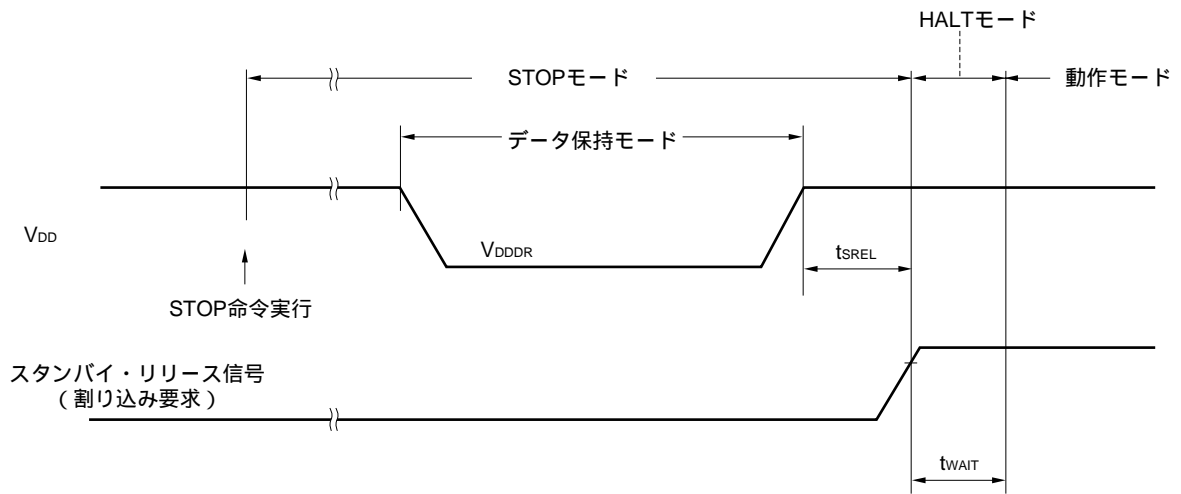 HALTモード
STOPモード
動作モード
データ保持モード
VDD
VDDDR
tSREL
STOP命令実行
スタンバイ・リリース信号
(割り込み要求)
tWAIT